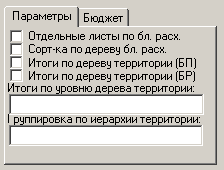 Параметры Бюджет
Отдельные листы по бл. расх.
Сорт-ка по дереву бл. расх.
Итоги по дереву территории (БП)
Итоги по дереву территории (БР)
Итоги по уровню дерева территории:
Группировка по иерархии территории: